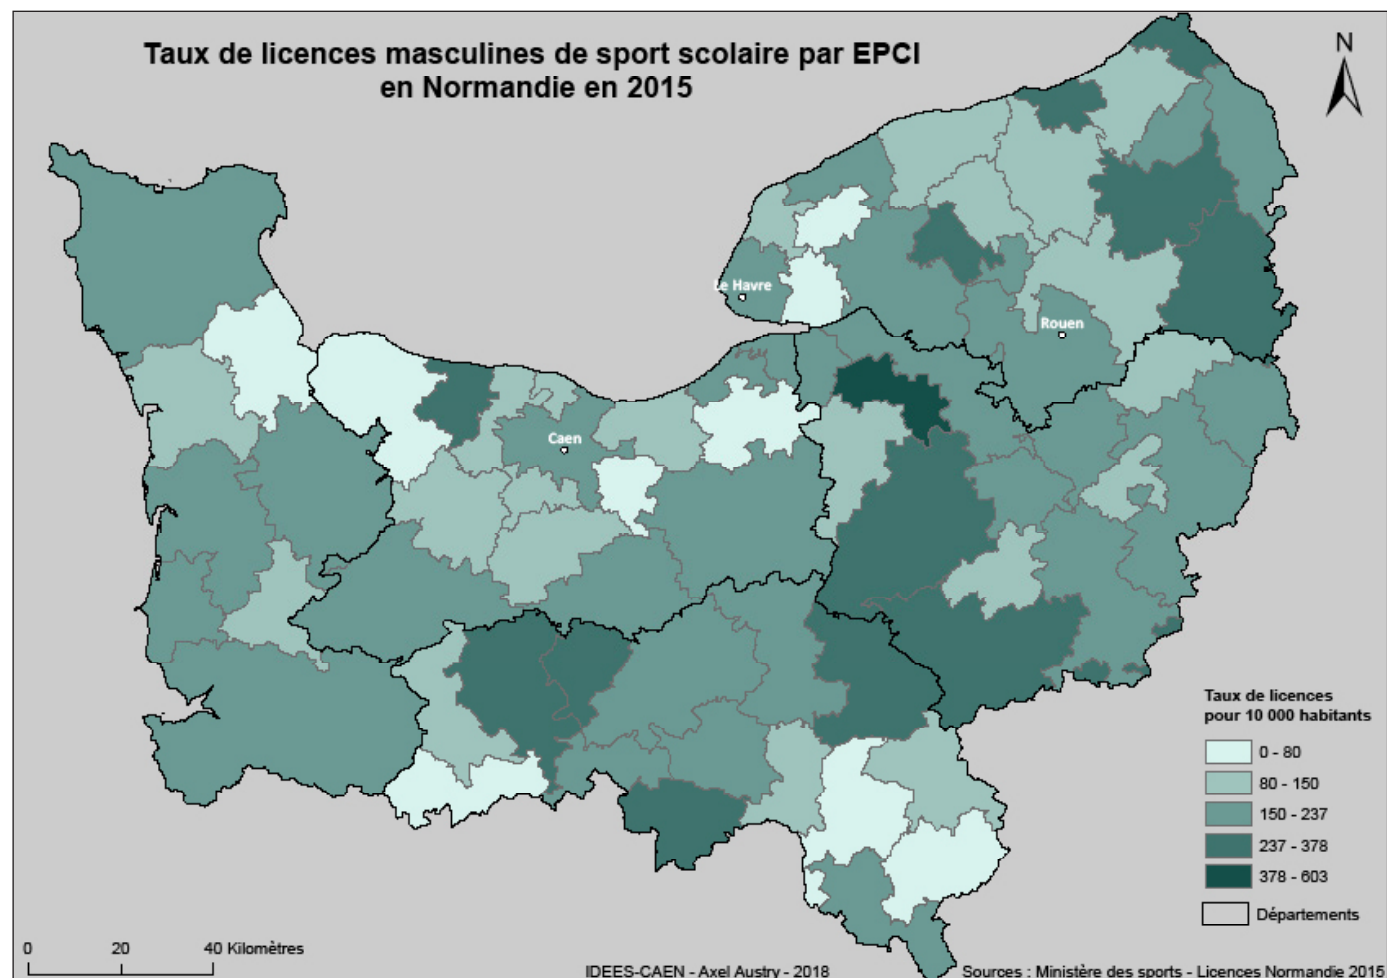 Taux de licences masculines de sport scolaire par EPCI
en Normandie en 2015
N
Le Havre
Rouen
Caen
Taux de licences
pour 10 000 habitants
0 - 80
80 - 150
150 - 237
237 - 378
378 - 603
Départements
0 20 40 Kilomètres
IDEES-CAEN - Axel Austry - 2018
Sources : Ministère des sports - Licences Normandie 2015